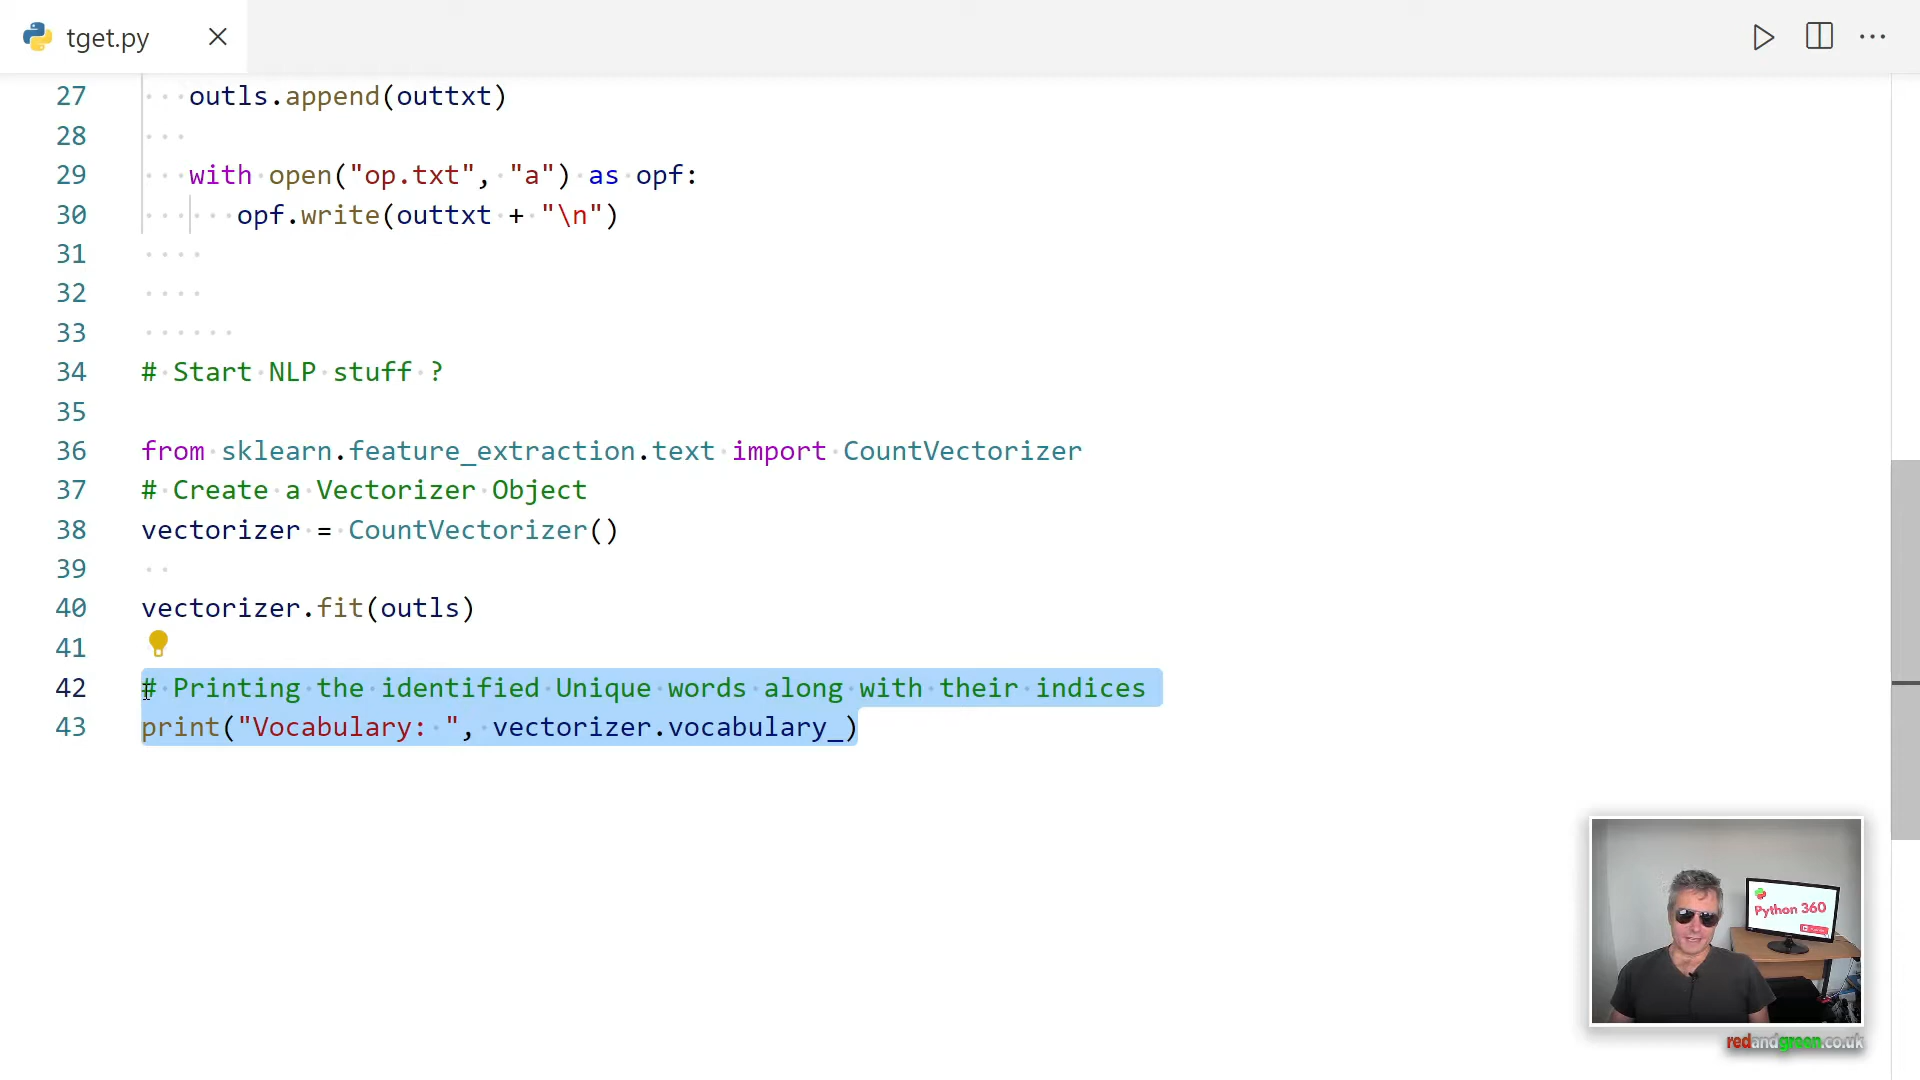 tget.py
27 outls.append(outtxt)
28
29 with open("op.txt", "a") as opf:
30 opf.write(outtxt + "\n")
31
32
33
34 # Start NLP stuff ?
35
36 from sklearn.feature_extraction.text import CountVectorizer
37 # Create a Vectorizer Object
38 vectorizer = CountVectorizer()
39
40 vectorizer.fit(outls)
41
42 # Printing the identified Unique words along with their indices
43 print("Vocabulary: ", vectorizer.vocabulary_)
Python 360
redandgreen.co.uk